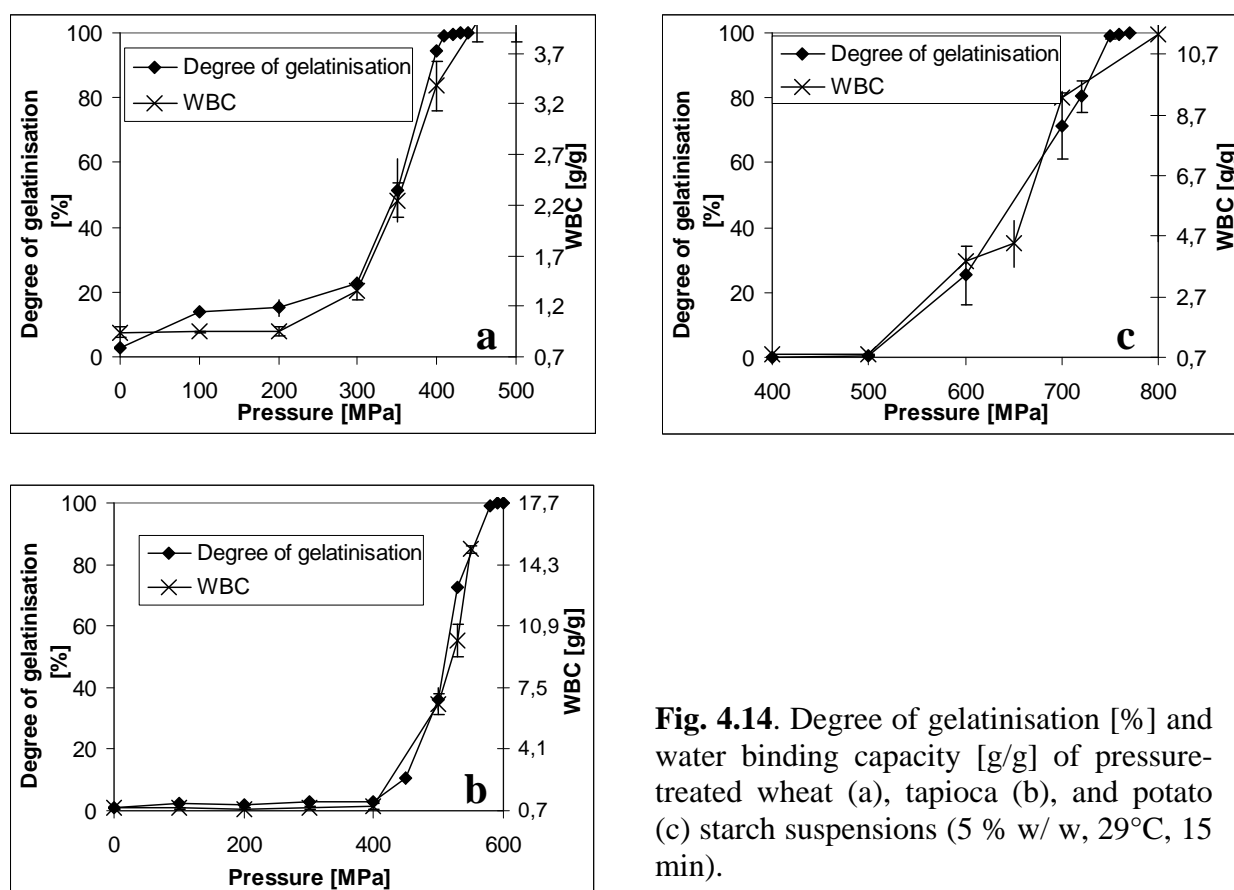 100
80
60
40
20
0
Degree of gelatinisation
[%]
Degree of gelatinisation
WBC
3,7
3,2
2,7
2,2
1,7
1,2
0,7
WBC [g/g]
a
0 100 200 300 400 500
Pressure [MPa]
100
80
60
40
20
0
Degree of gelatinisation
[%]
Degree of gelatinisation
WBC
10,7
8,7
6,7
4,7
2,7
0,7
WBC [g/g]
c
400 500 600 700 800
Pressure [MPa]
100
80
60
40
20
0
Degree of gelatinisation
[%]
Degree of gelatinisation
WBC
17,7
14,3
10,9
7,5
4,1
0,7
WBC [g/g]
b
0 200 400 600
Pressure [MPa]
Fig. 4.14. Degree of gelatinisation [%] and
water binding capacity [g/g] of pressure-
treated wheat (a), tapioca (b), and potato
(c) starch suspensions (5 % w/ w, 29°C, 15
min).